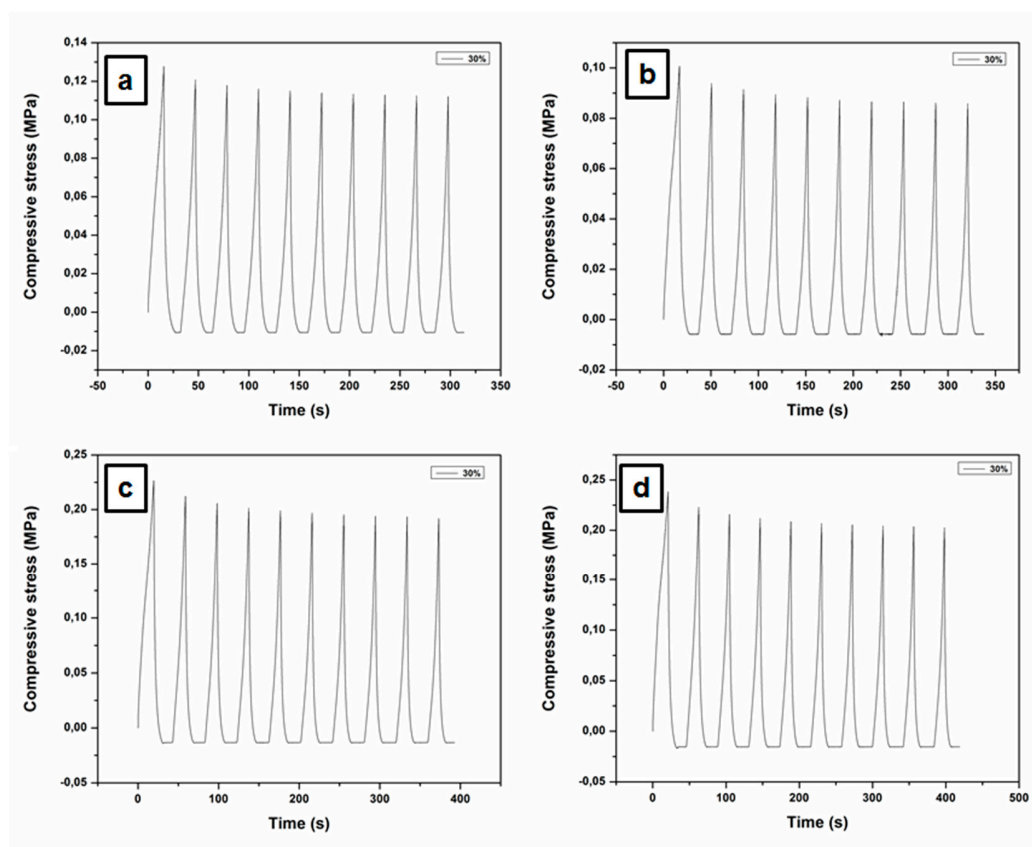 a
30%
0,14
0,12
0,10
0,08
0,06
0,04
0,02
0,00
-0,02
-50 0 50 100 150 200 250 300 350
Compressive stress (MPa)
Time (s)
b
30%
0,10
0,08
0,06
0,04
0,02
0,00
-0,02
-50 0 50 100 150 200 250 300 350
Compressive stress (MPa)
Time (s)
c
30%
0,25
0,20
0,15
0,10
0,05
0,00
-0,05
0 100 200 300 400
Compressive stress (MPa)
Time (s)
d
30%
0,25
0,20
0,15
0,10
0,05
0,00
-0,05
0 100 200 300 400 500
Compressive stress (MPa)
Time (s)